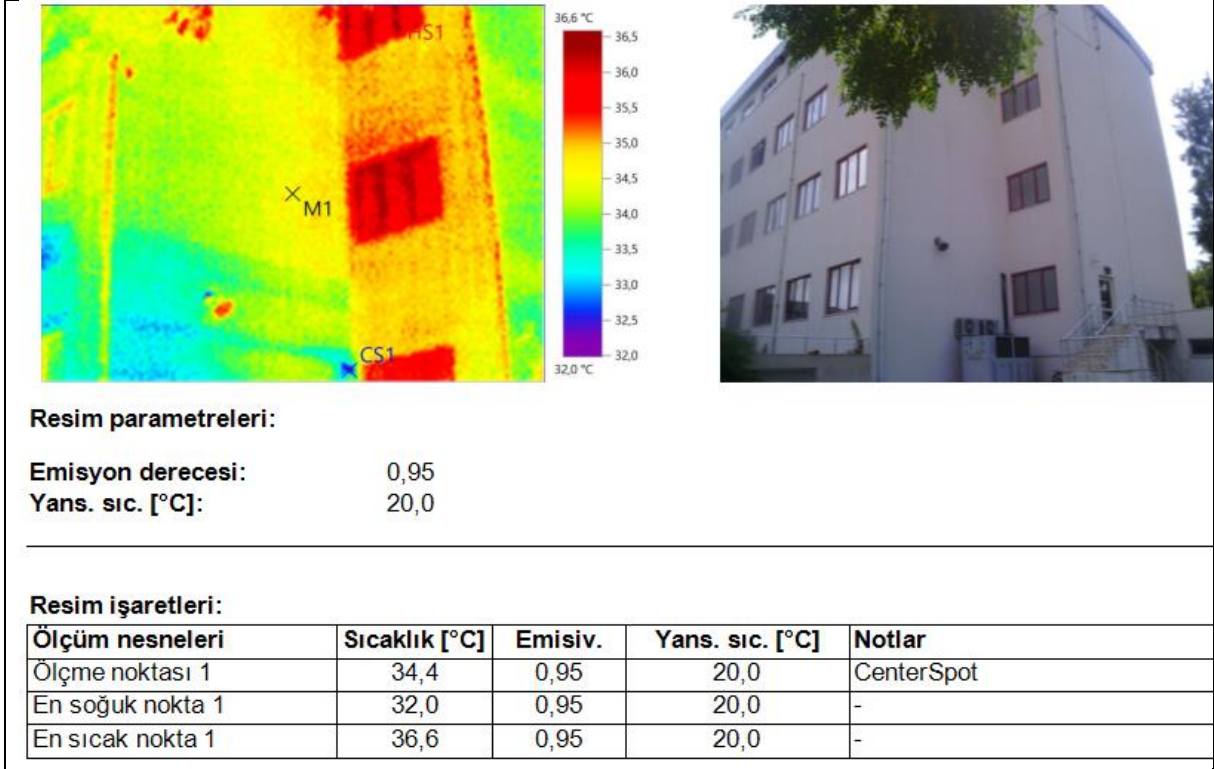 36,6 °C
36,5
36,0
35,5
35,0
34,5
34,0
33,5
33,0
32,5
32,0
32,0 °C
HS1
M1
CS1
Resim parametreleri:
Emisyon derecesi: 0,95
Yans. sıc. [°C]: 20,0
Resim işaretleri:
Ölçüm nesneleri Sıcaklık [°C] Emisiv. Yans. sıc. [°C] Notlar
Ölçme noktası 1 34,4 0,95 20,0 CenterSpot
En soğuk nokta 1 32,0 0,95 20,0 -
En sıcak nokta 1 36,6 0,95 20,0 -